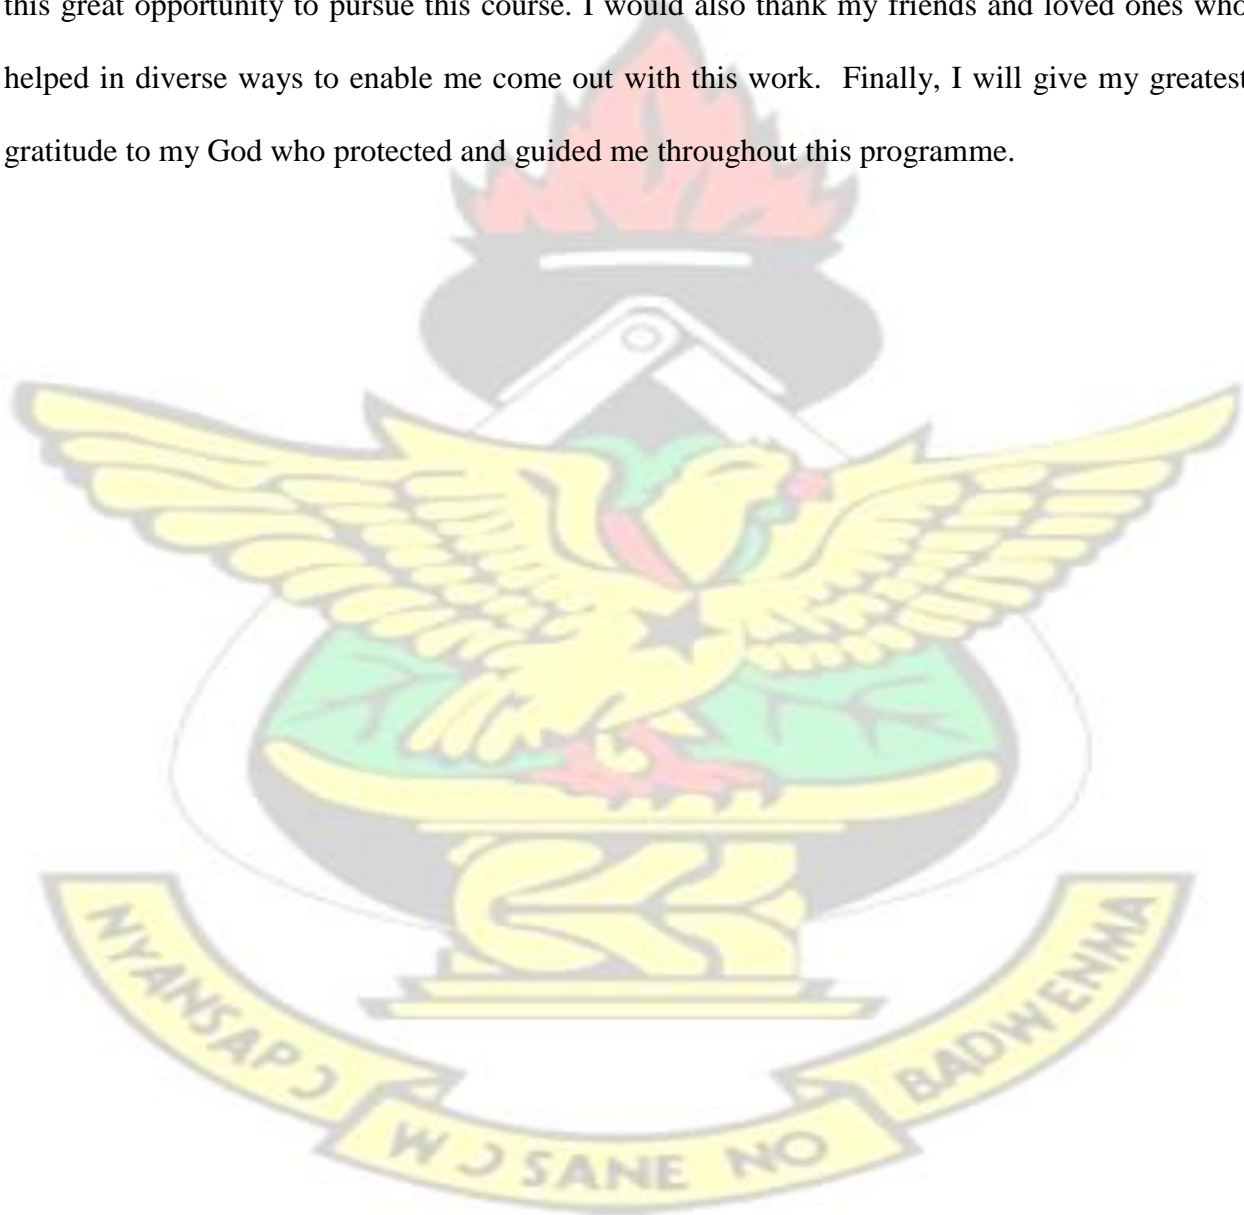 this great opportunity to pursue this course. I would also thank my friends and loved ones who
helped in diverse ways to enable me come out with this work.  Finally, I will give my greatest
gratitude to my God who protected and guided me throughout this programme.
NYANSAPƆ
WƆSANE NO
BADWENMA